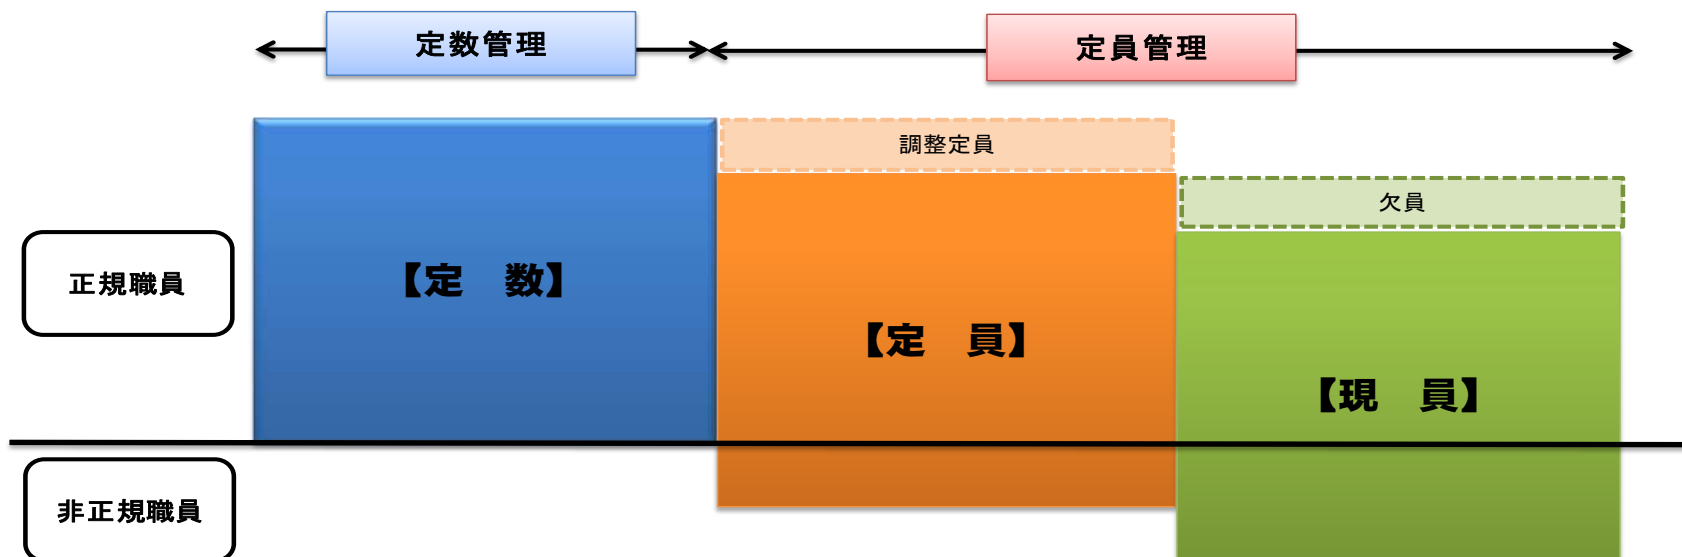 定数管理
定員管理
調整定員
欠員
正規職員
【定　数】
【定　員】
【現　員】
非正規職員